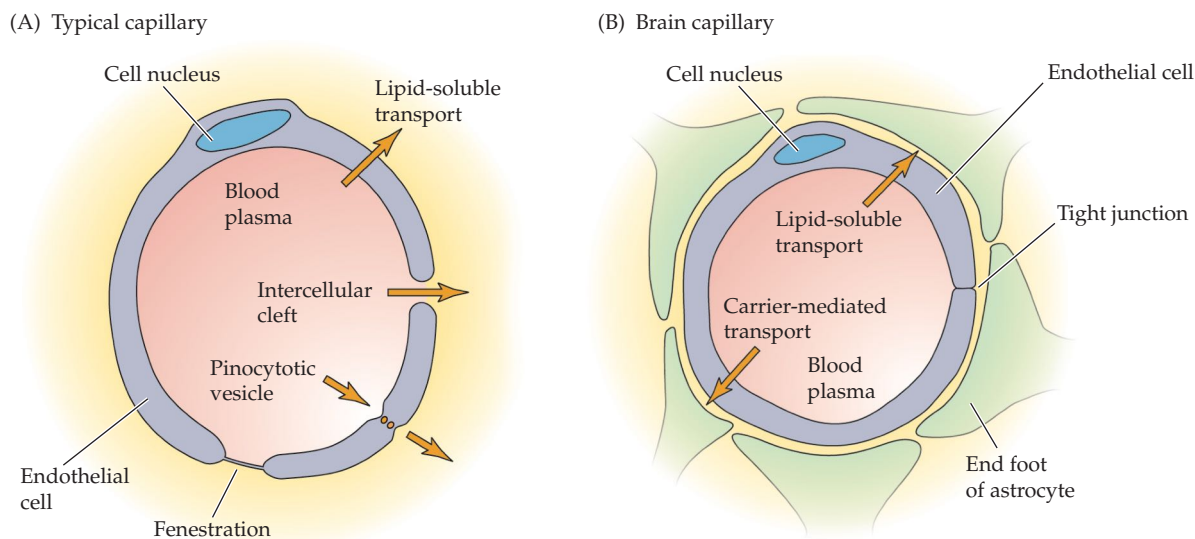 (A) Typical capillary
Cell nucleus
Lipid-soluble
transport
Blood
plasma
Intercellular
cleft
Pinocytotic
vesicle
Endothelial
cell
Fenestration
(B) Brain capillary
Cell nucleus
Endothelial cell
Lipid-soluble
transport
Tight junction
Carrier-mediated
transport
Blood
plasma
End foot
of astrocyte